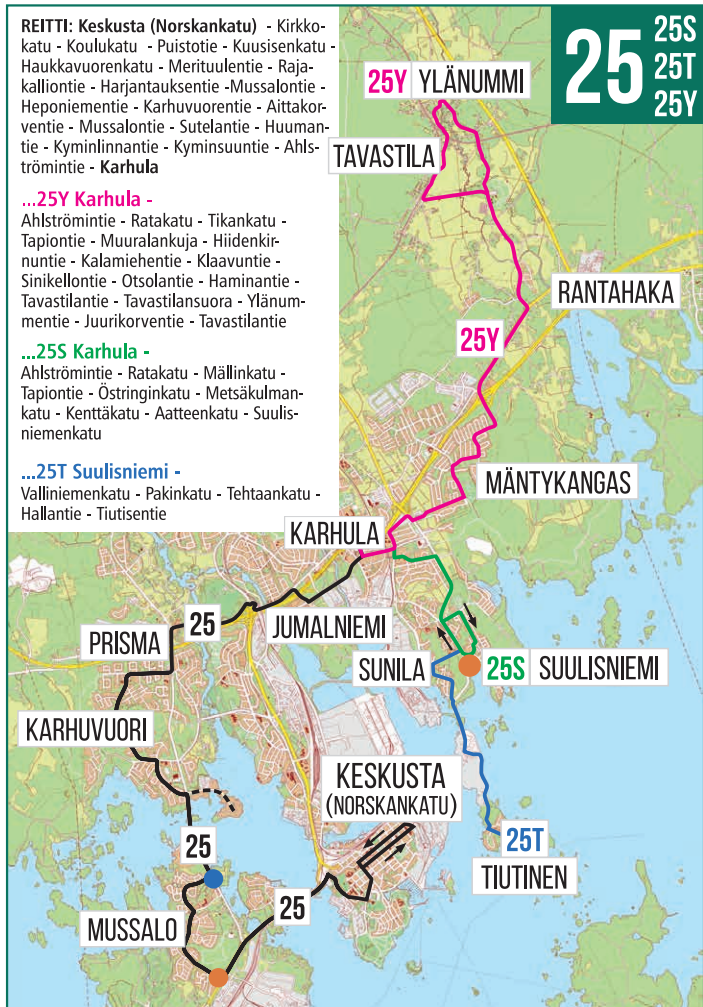 REITTI: Keskusta (Norskankatu) - Kirkko-
katu - Koulukatu - Puistotie - Kuusisenkatu -
Haukkavuorenkatu - Merituulentie - Raja-
kalliontie - Harjantauksentie -Mussalontie -
Heponiementie - Karhuvuorentie - Aittakor-
ventie - Mussalontie - Sutelantie - Huuman-
tie - Kyminlinnantie - Kyminsuuntie - Ahls-
trömintie - Karhula
...25Y Karhula -
Ahlströmintie - Ratakatu - Tikankatu -
Tapiontie - Muuralankuja - Hiidenkir-
nuntie - Kalamiehentie - Klaavuntie -
Sinikellontie - Otsolantie - Haminantie -
Tavastilantie - Tavastilansuora - Ylänum-
mentie - Juurikorventie - Tavastilantie
...25S Karhula -
Ahlströmintie - Ratakatu - Mällinkatu -
Tapiontie - Östringinkatu - Metsäkulman-
katu - Kenttäkatu - Aatteenkatu - Suulis-
niemenkatu
...25T Suulisniemi -
Valliniemenkatu - Pakinkatu - Tehtaankatu -
Hallantie - Tiutisentie
25
25S
25T
25Y
25Y YLÄNUMMI
TAVASTILA
RANTAHAKA
25Y
MÄNTYKANGAS
KARHULA
25
JUMALNIEMI
PRISMA
SUNILA
25S SUULISNIEMI
KARHUVUORI
KESKUSTA
(NORSKANKATU)
25T
TIUTINEN
25
25
MUSSALO